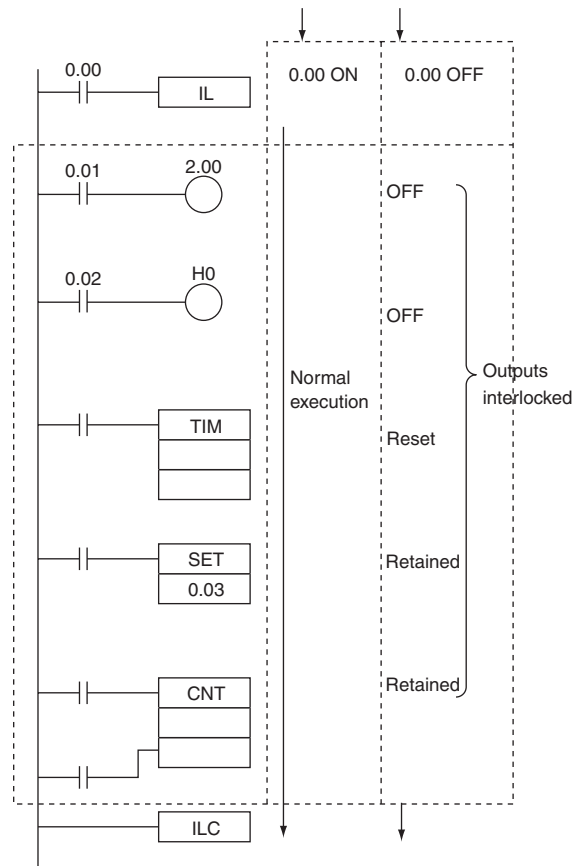 0.00
IL
0.00 ON
0.00 OFF
0.01
2.00
OFF
0.02
H0
OFF
Normal
execution
Outputs
interlocked
TIM
Reset
SET
0.03
Retained
CNT
Retained
ILC